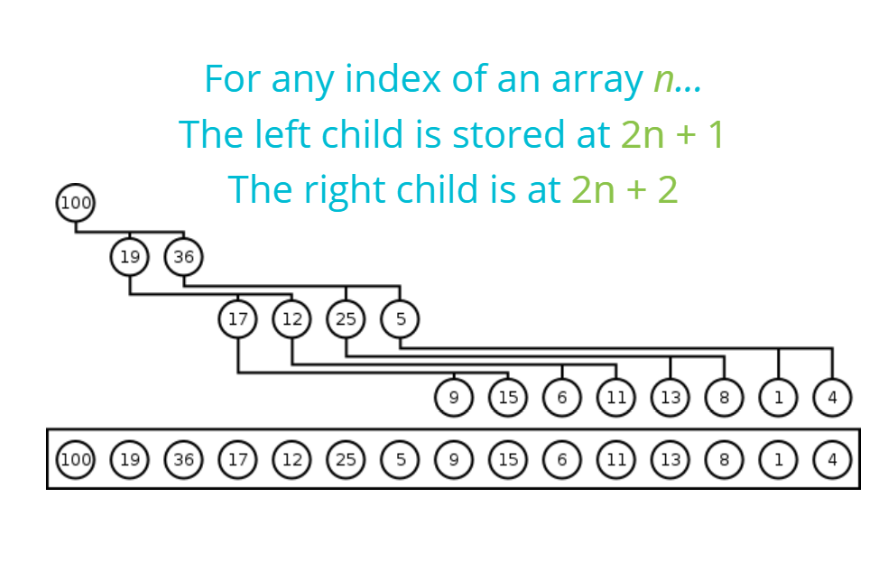 For any index of an array n...
The left child is stored at 2n + 1
The right child is at 2n + 2
100
19 36
17 12 25 5
9 15 6 11 13 8 1 4
100 19 36 17 12 25 5 9 15 6 11 13 8 1 4